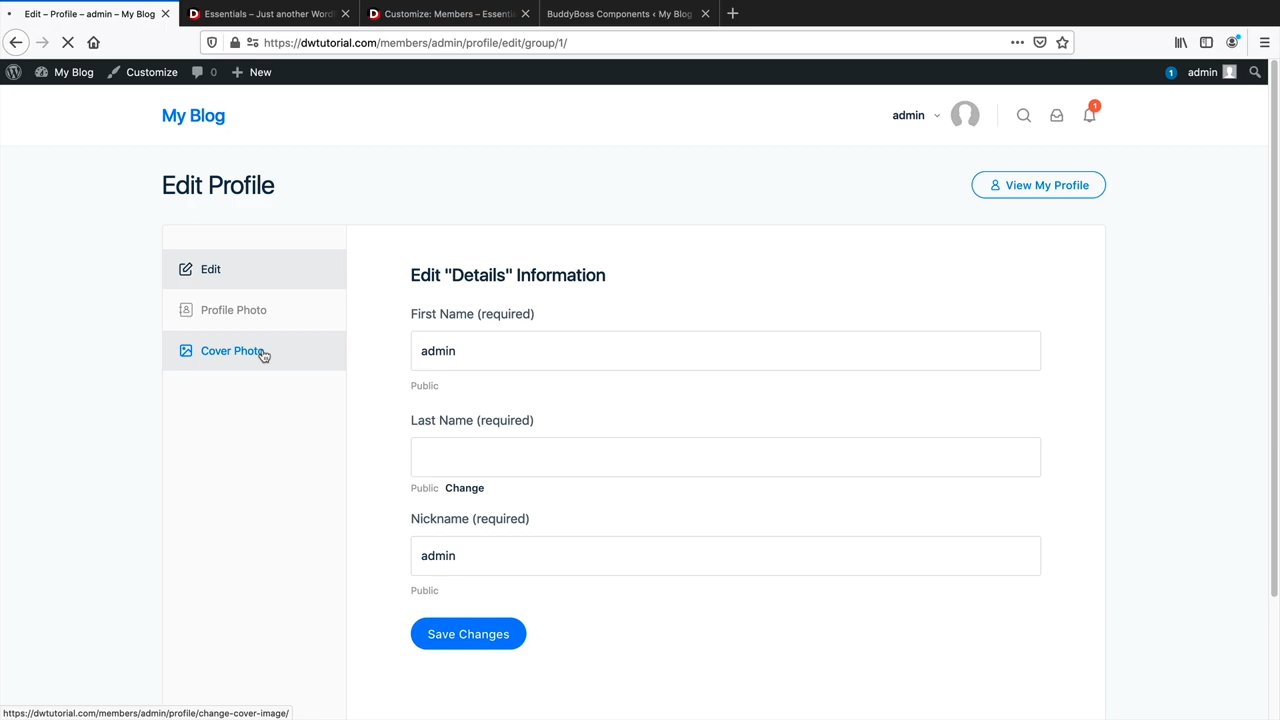 Edit – Profile – admin – My Blog
Essentials – Just another Word
Customize: Members – Essenti
BuddyBoss Components ‹ My Blog
https://dwtutorial.com/members/admin/profile/edit/group/1/
My Blog
Customize
0
New
1
admin
My Blog
admin
1
Edit Profile
View My Profile
Edit
Profile Photo
Cover Photo
Edit "Details" Information
First Name (required)
admin
Public
Last Name (required)
Public Change
Nickname (required)
admin
Public
Save Changes
https://dwtutorial.com/members/admin/profile/change-cover-image/